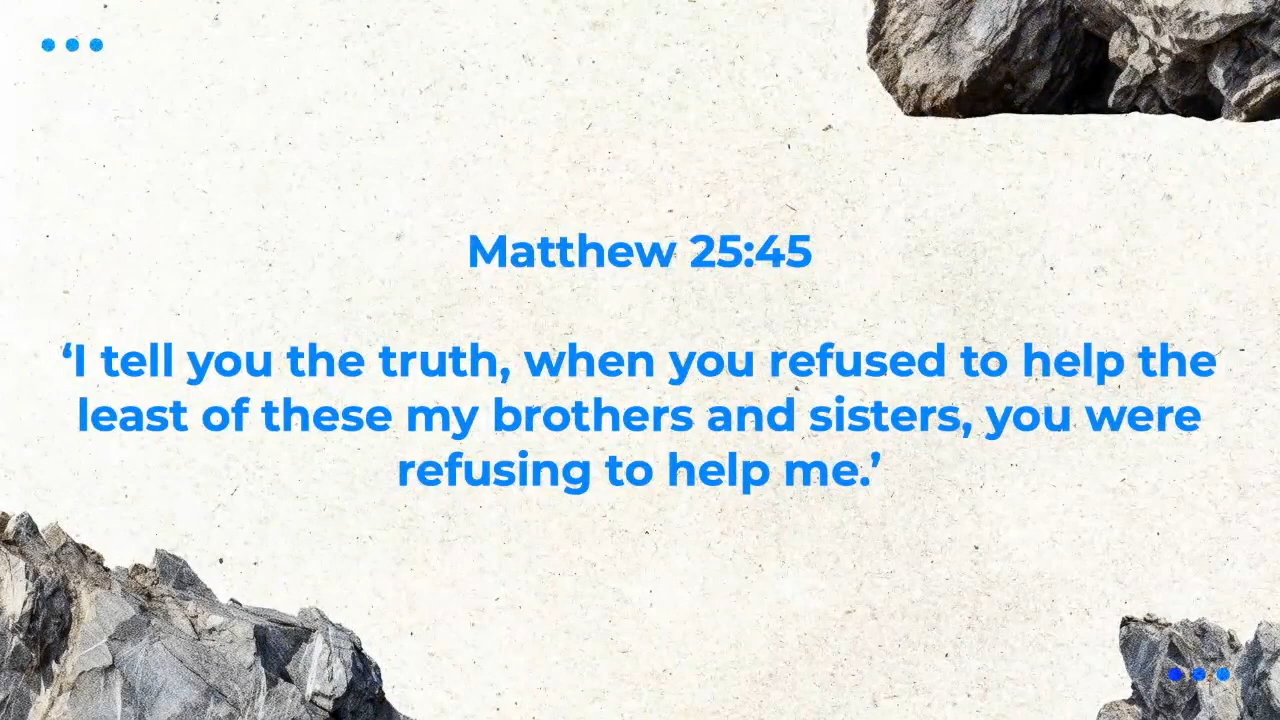 Matthew 25:45
‘I tell you the truth, when you refused to help the
least of these my brothers and sisters, you were
refusing to help me.’